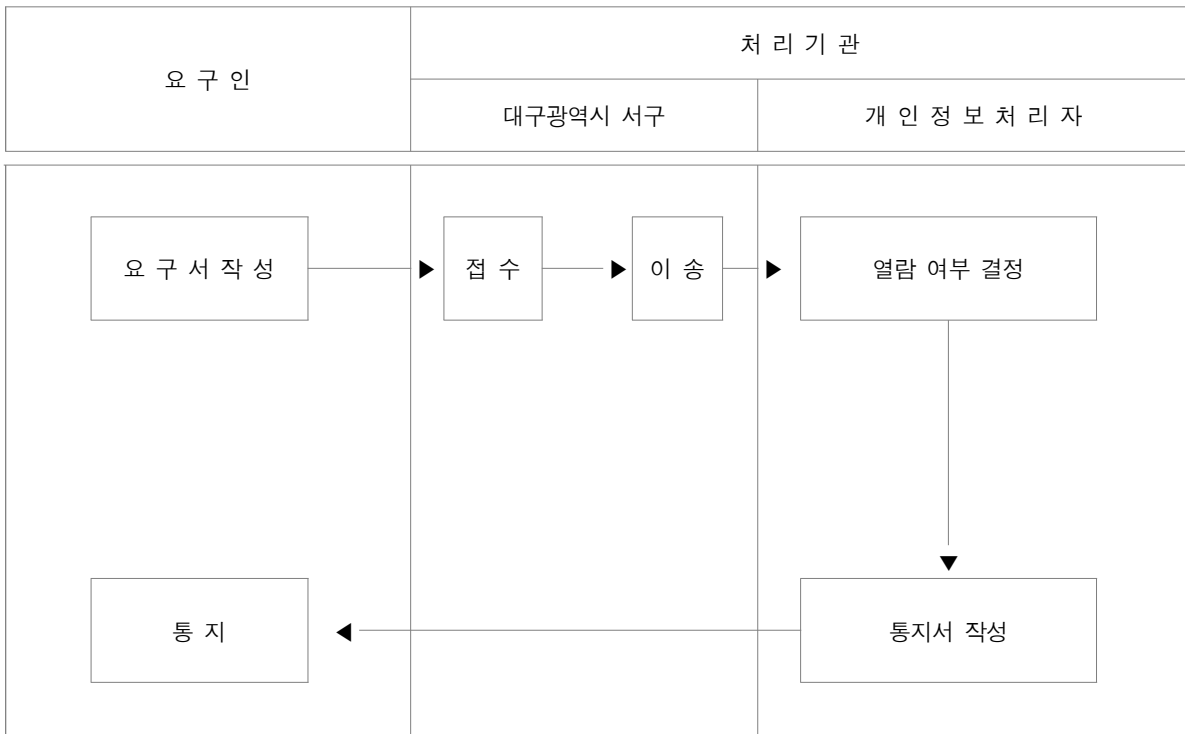 요 구 인
처 리 기 관
대구광역시 서구
개 인 정 보 처 리 자
요 구 서 작 성
접 수
이 송
열람 여부 결정
통 지
통지서 작성